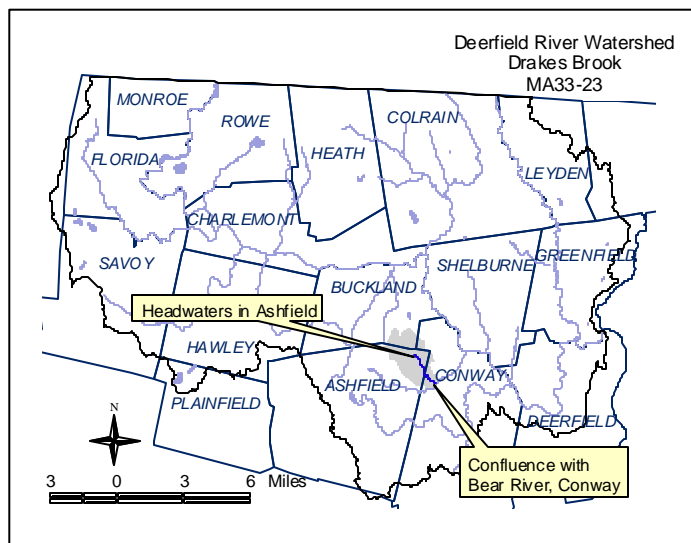 Deerfield River Watershed
Drakes Brook
MA33-23
MONROE
ROWE
COLRAIN
FLORIDA
HEATH
LEYDEN
CHARLEMONT
SAVOY
SHELBURNE
GREENFIELD
BUCKLAND
Headwaters in Ashfield
HAWLEY
ASHFIELD
CONWAY
PLAINFIELD
DEERFIELD
N
Confluence with
Bear River, Conway
3 0 3 6 Miles